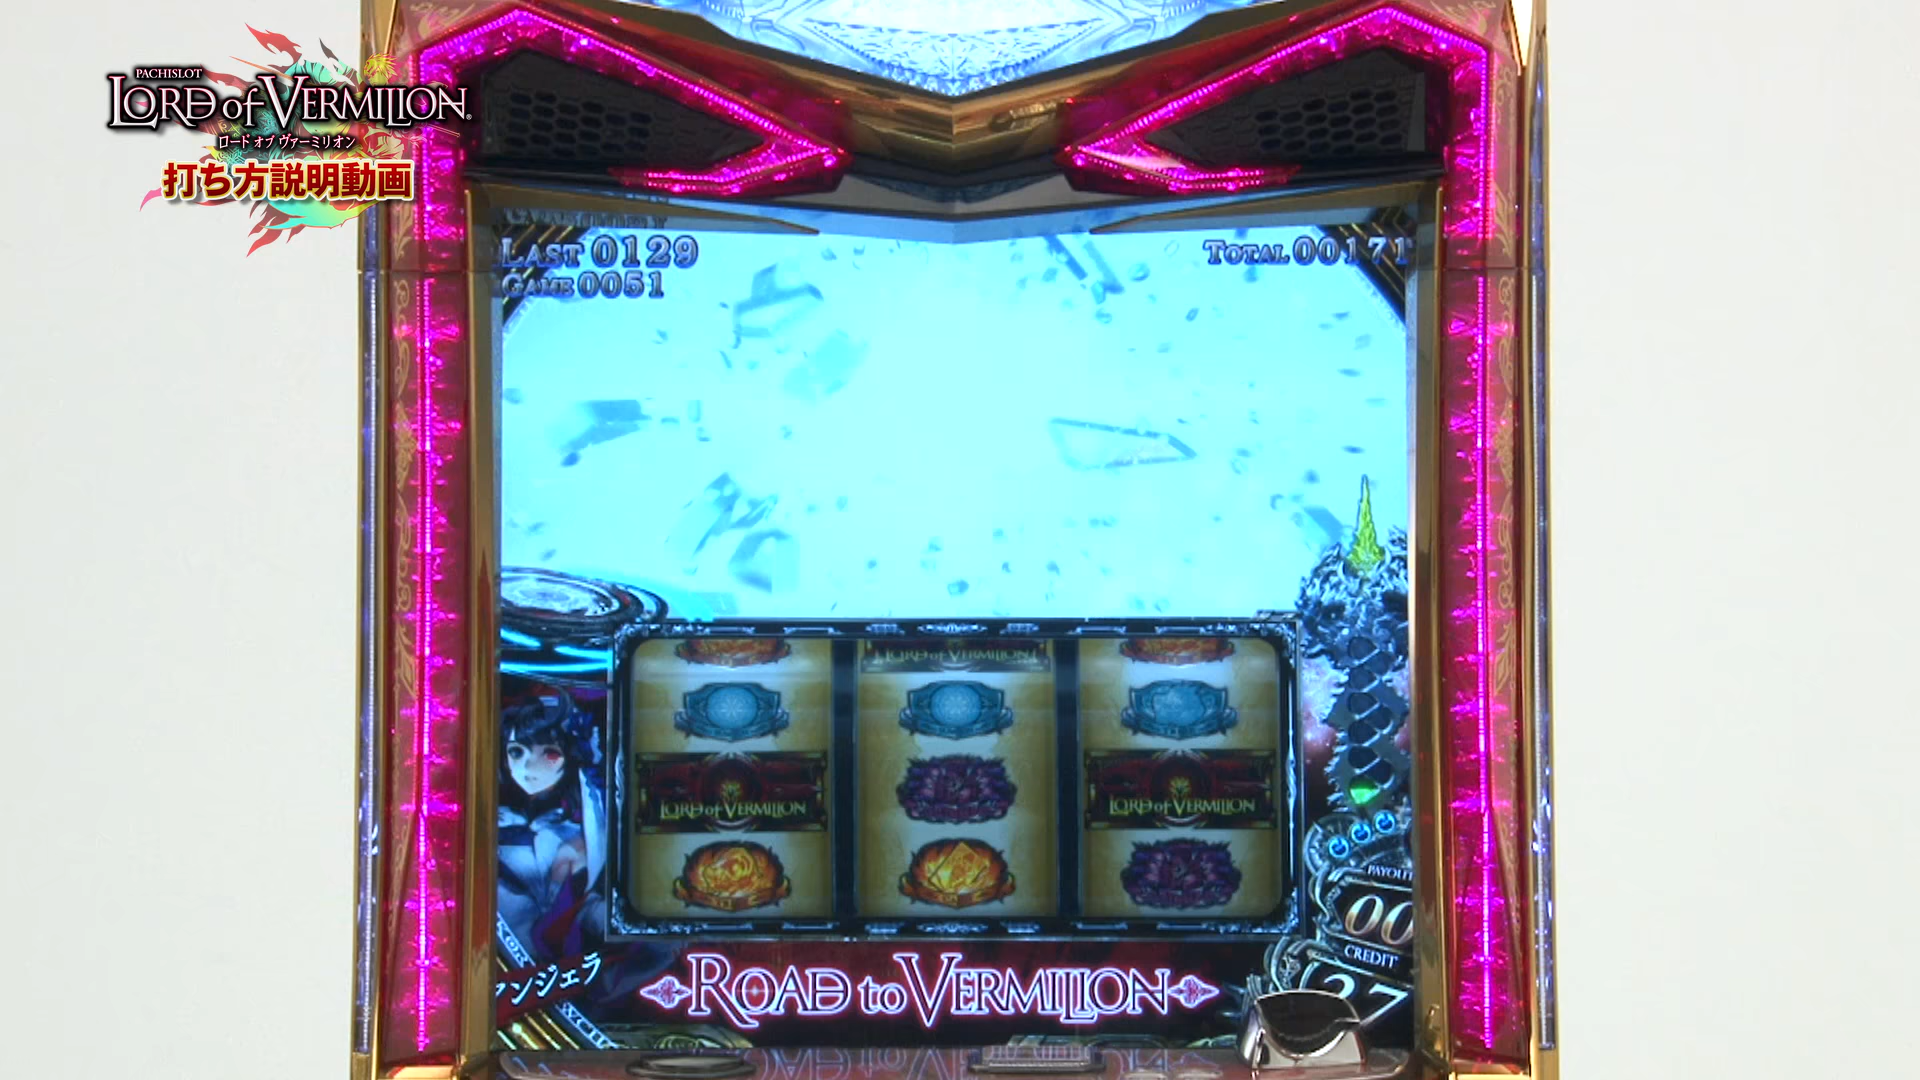 PACHISLOT
LORD of VERMILION®
ロード オブ ヴァーミリオン
打ち方説明動画
LAST 0129
GAME 0051
TOTAL 00171
LORD of VERMILION
LORD of VERMILION
LORD of VERMILION
PAYOUT
00
CREDIT
27
アンジェラ
ROAD to VERMILION